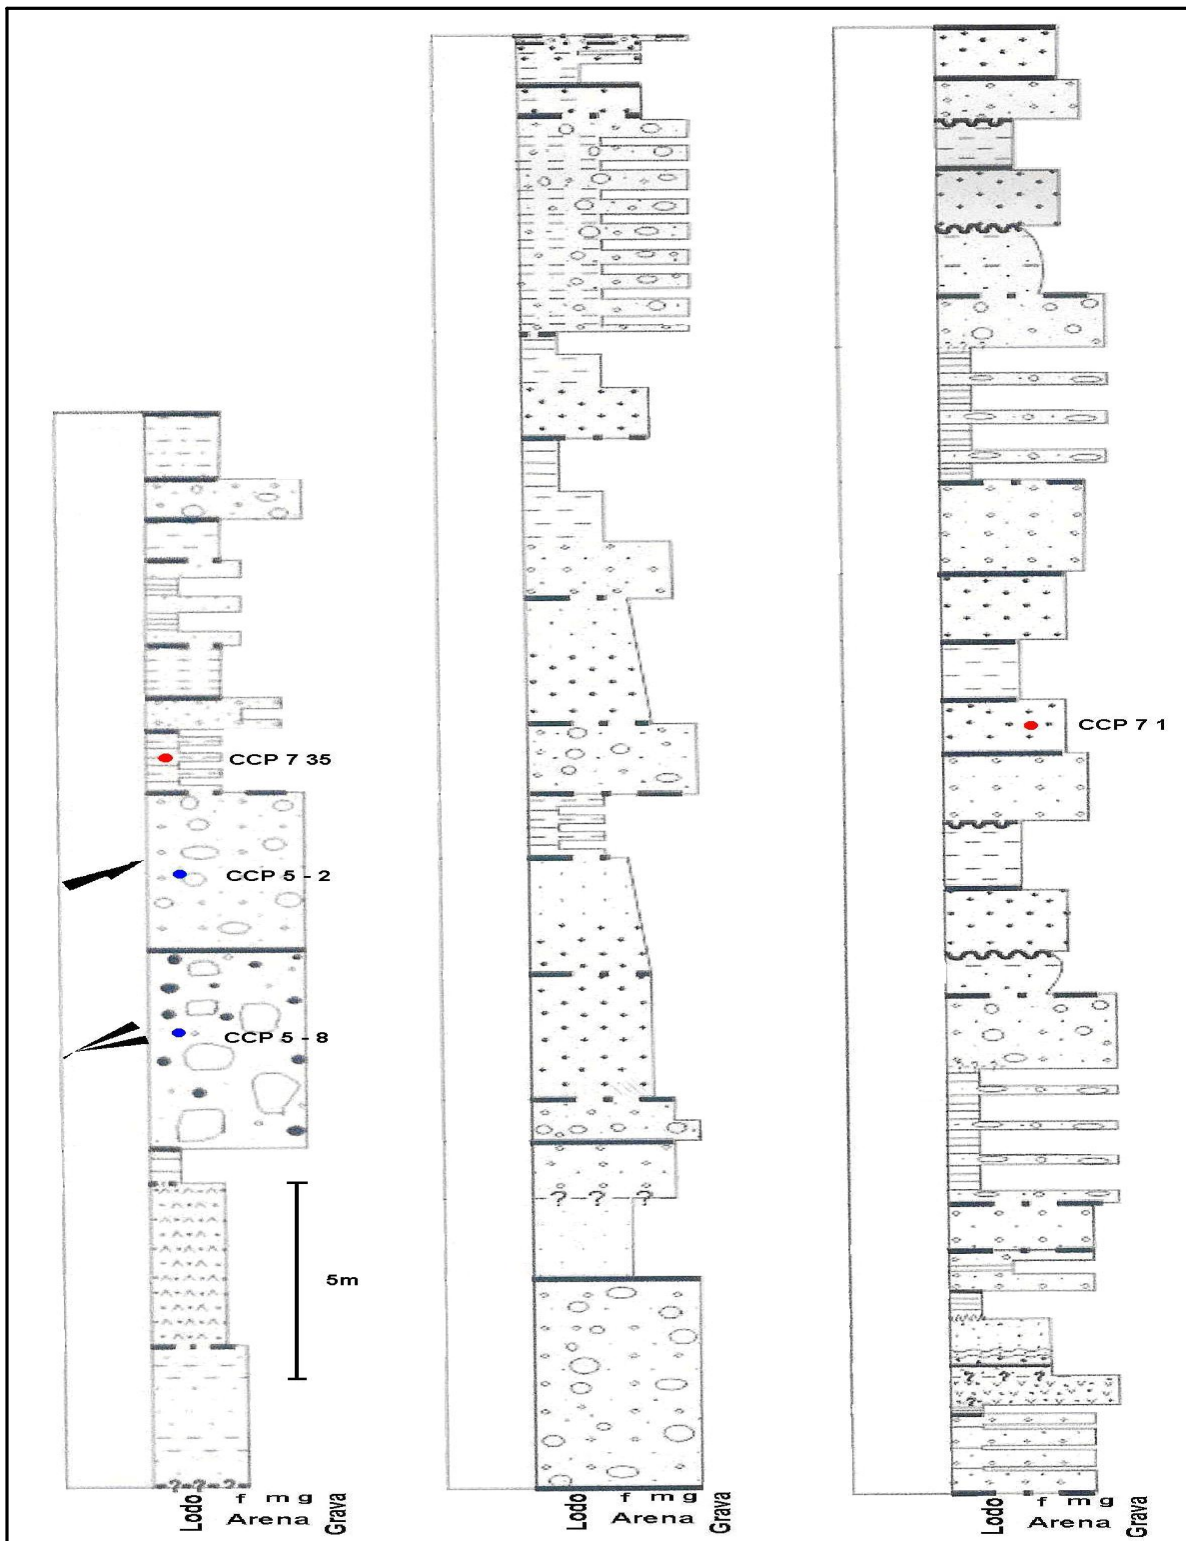 CCP 7 35
CCP 5 - 2
CCP 5 - 8
5m
? ? ?
Lodo f m g Grava
Arena
? ? ?
Lodo f m g Grava
Arena
CCP 7 1
? ? ?
?
Lodo f m g Grava
Arena